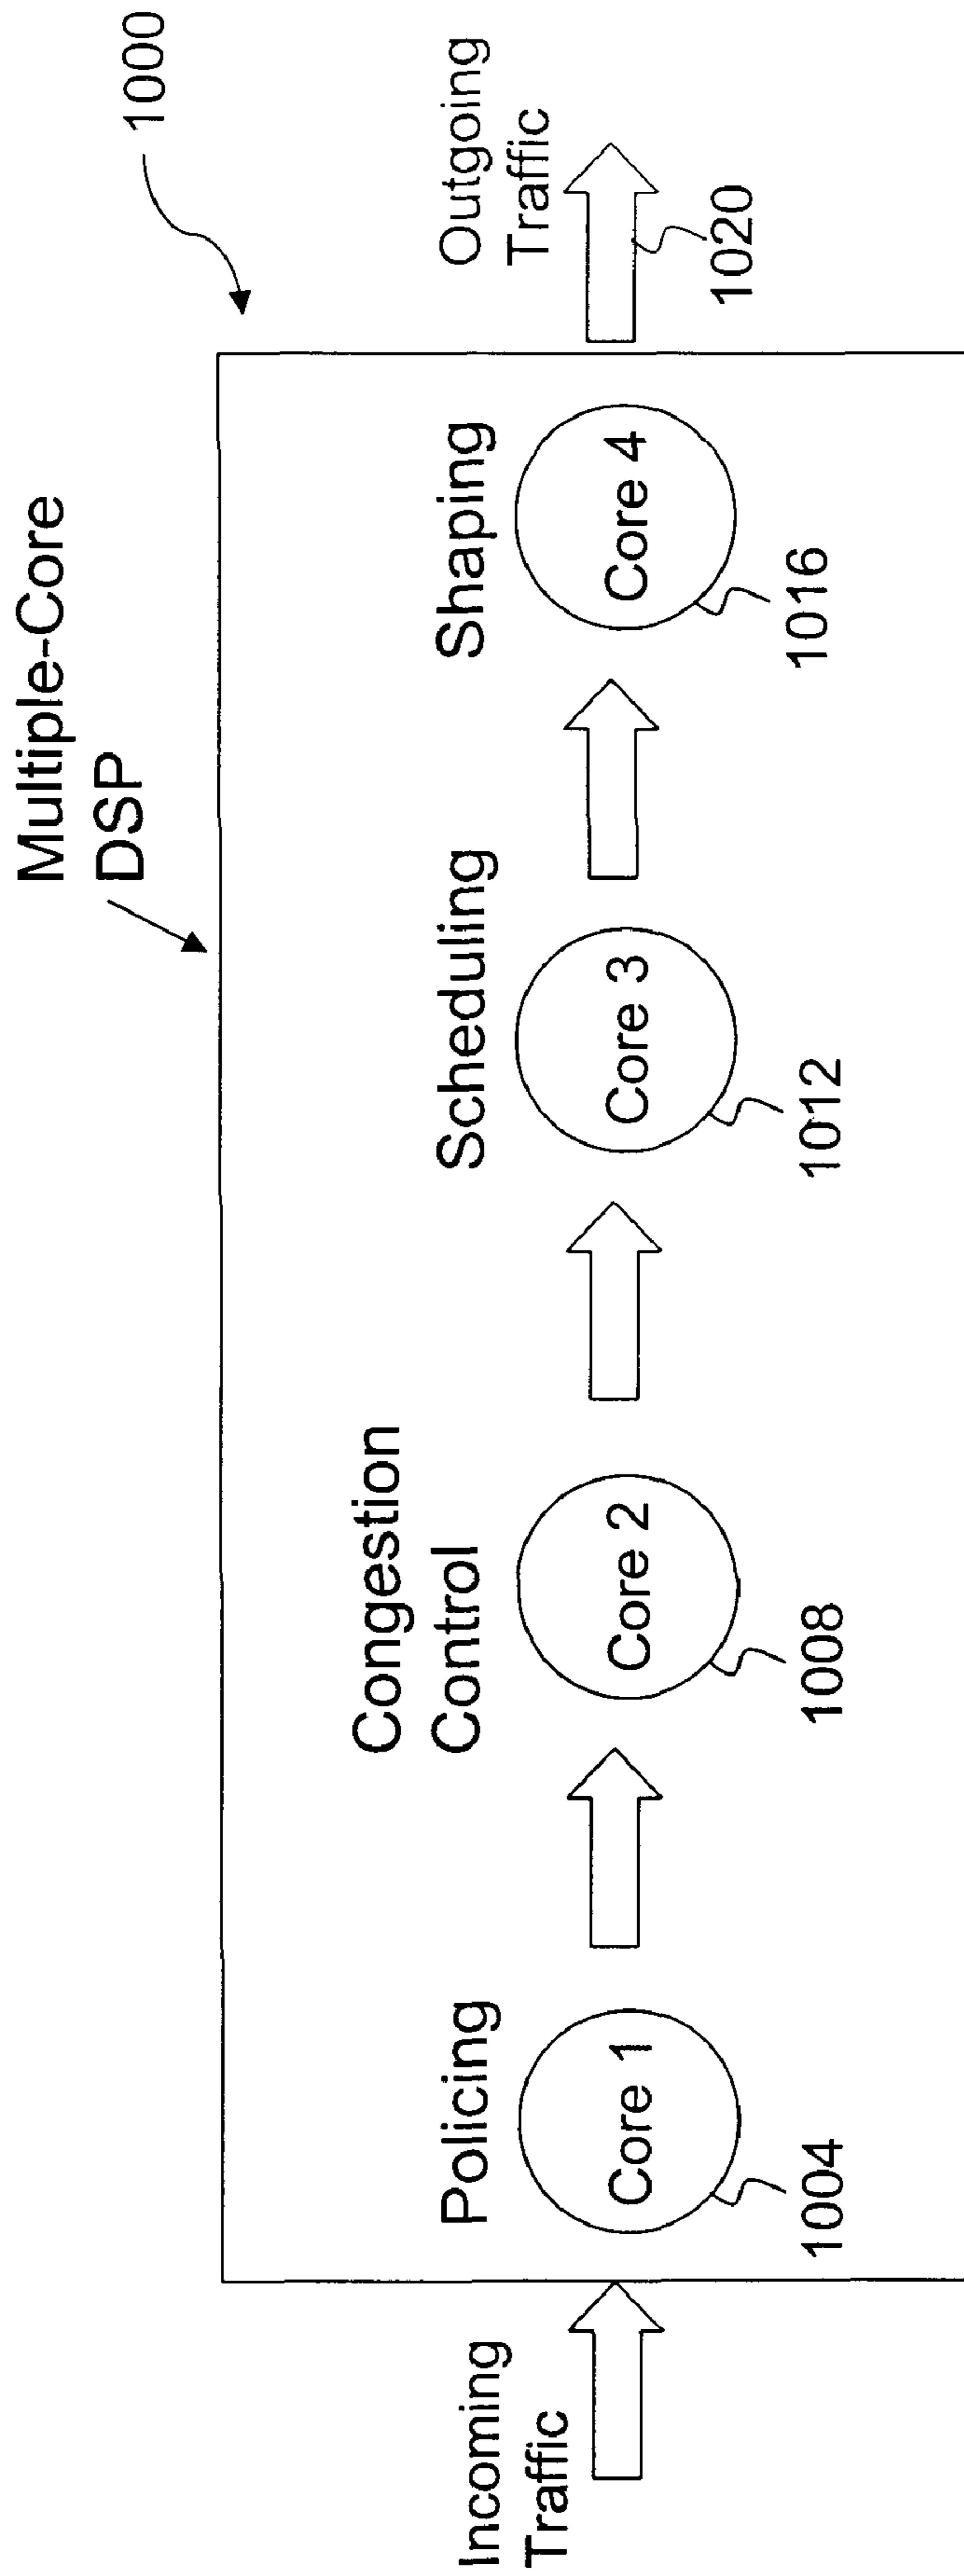 Multiple-Core
DSP
1000
Incoming
Traffic
Policing
Core 1
1004
Congestion
Control
Core 2
1008
Scheduling
Core 3
1012
Shaping
Core 4
1016
Outgoing
Traffic
1020